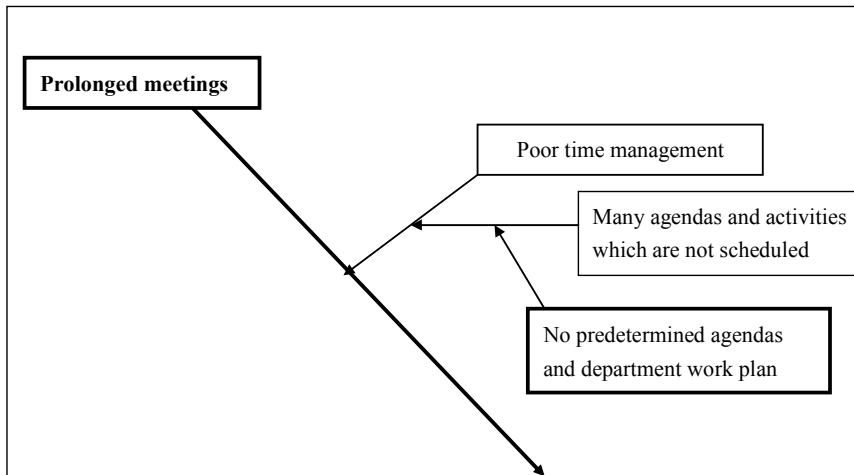 Prolonged meetings
Poor time management
Many agendas and activities
which are not scheduled
No predetermined agendas
and department work plan